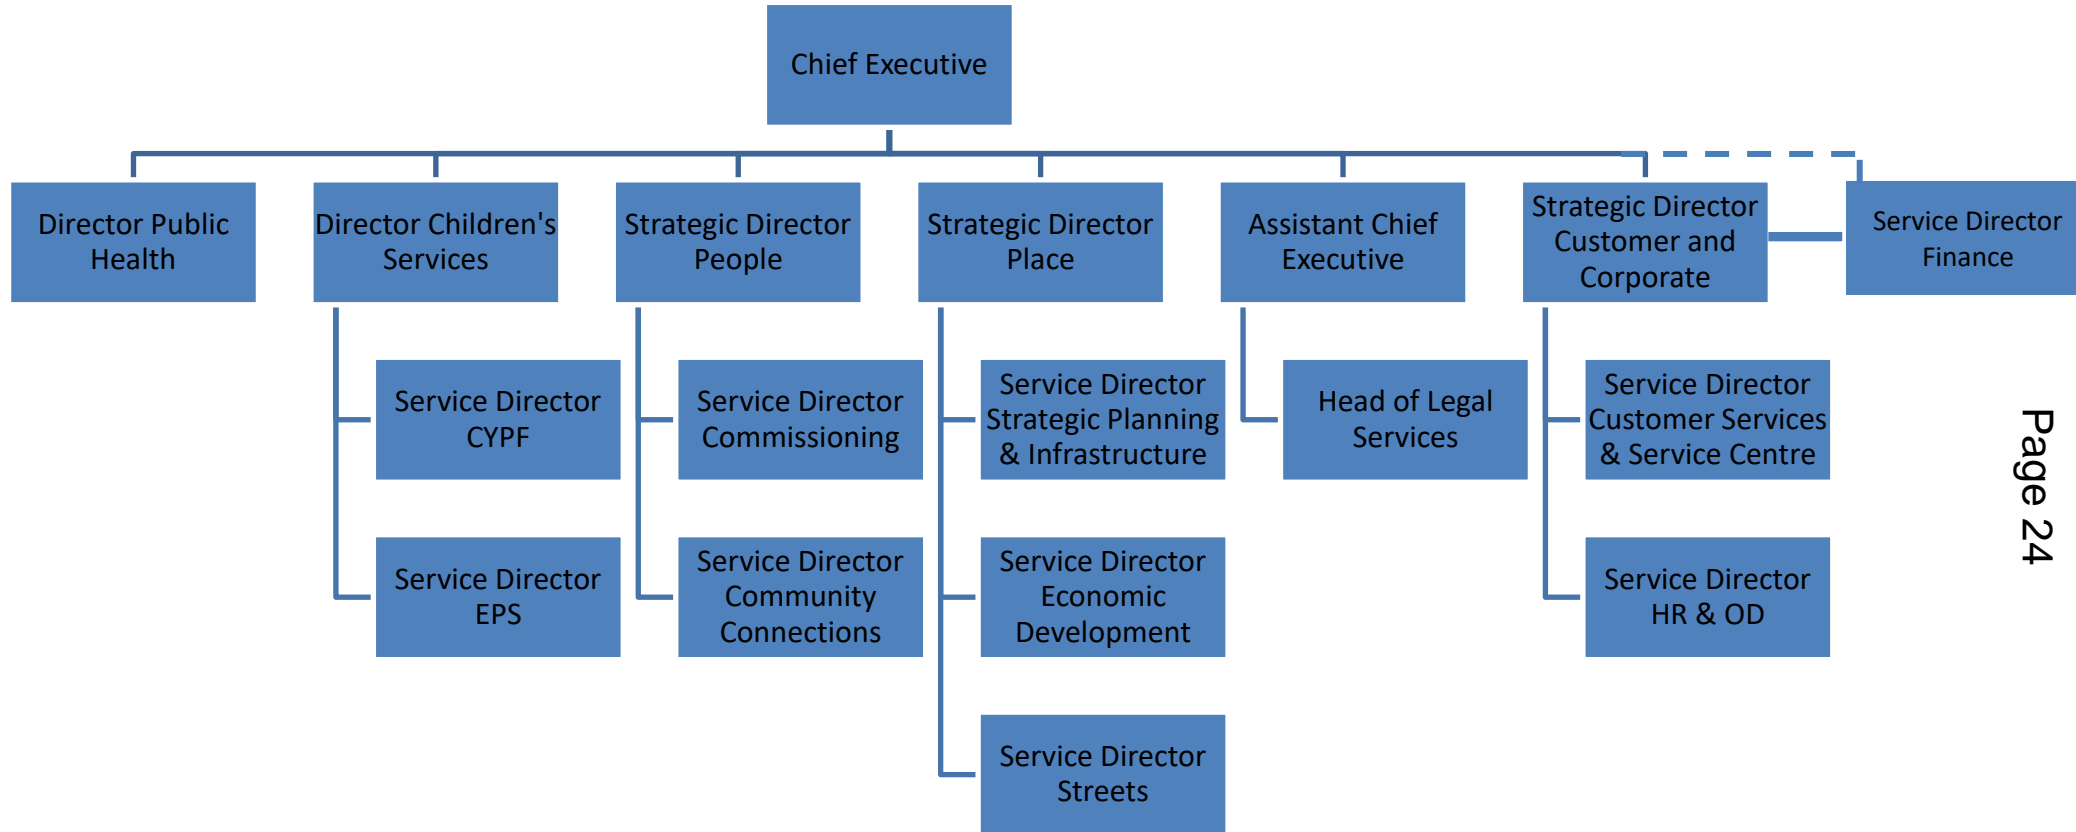 Chief Executive
Director Public
Health
Director Children's
Services
Strategic Director
People
Strategic Director
Place
Assistant Chief
Executive
Strategic Director
Customer and
Corporate
Service Director
Finance
Service Director
CYPF
Service Director
Commissioning
Service Director
Strategic Planning
& Infrastructure
Head of Legal
Services
Service Director
Customer Services
& Service Centre
Service Director
EPS
Service Director
Community
Connections
Service Director
Economic
Development
Service Director
HR & OD
Service Director
Streets
Page 24